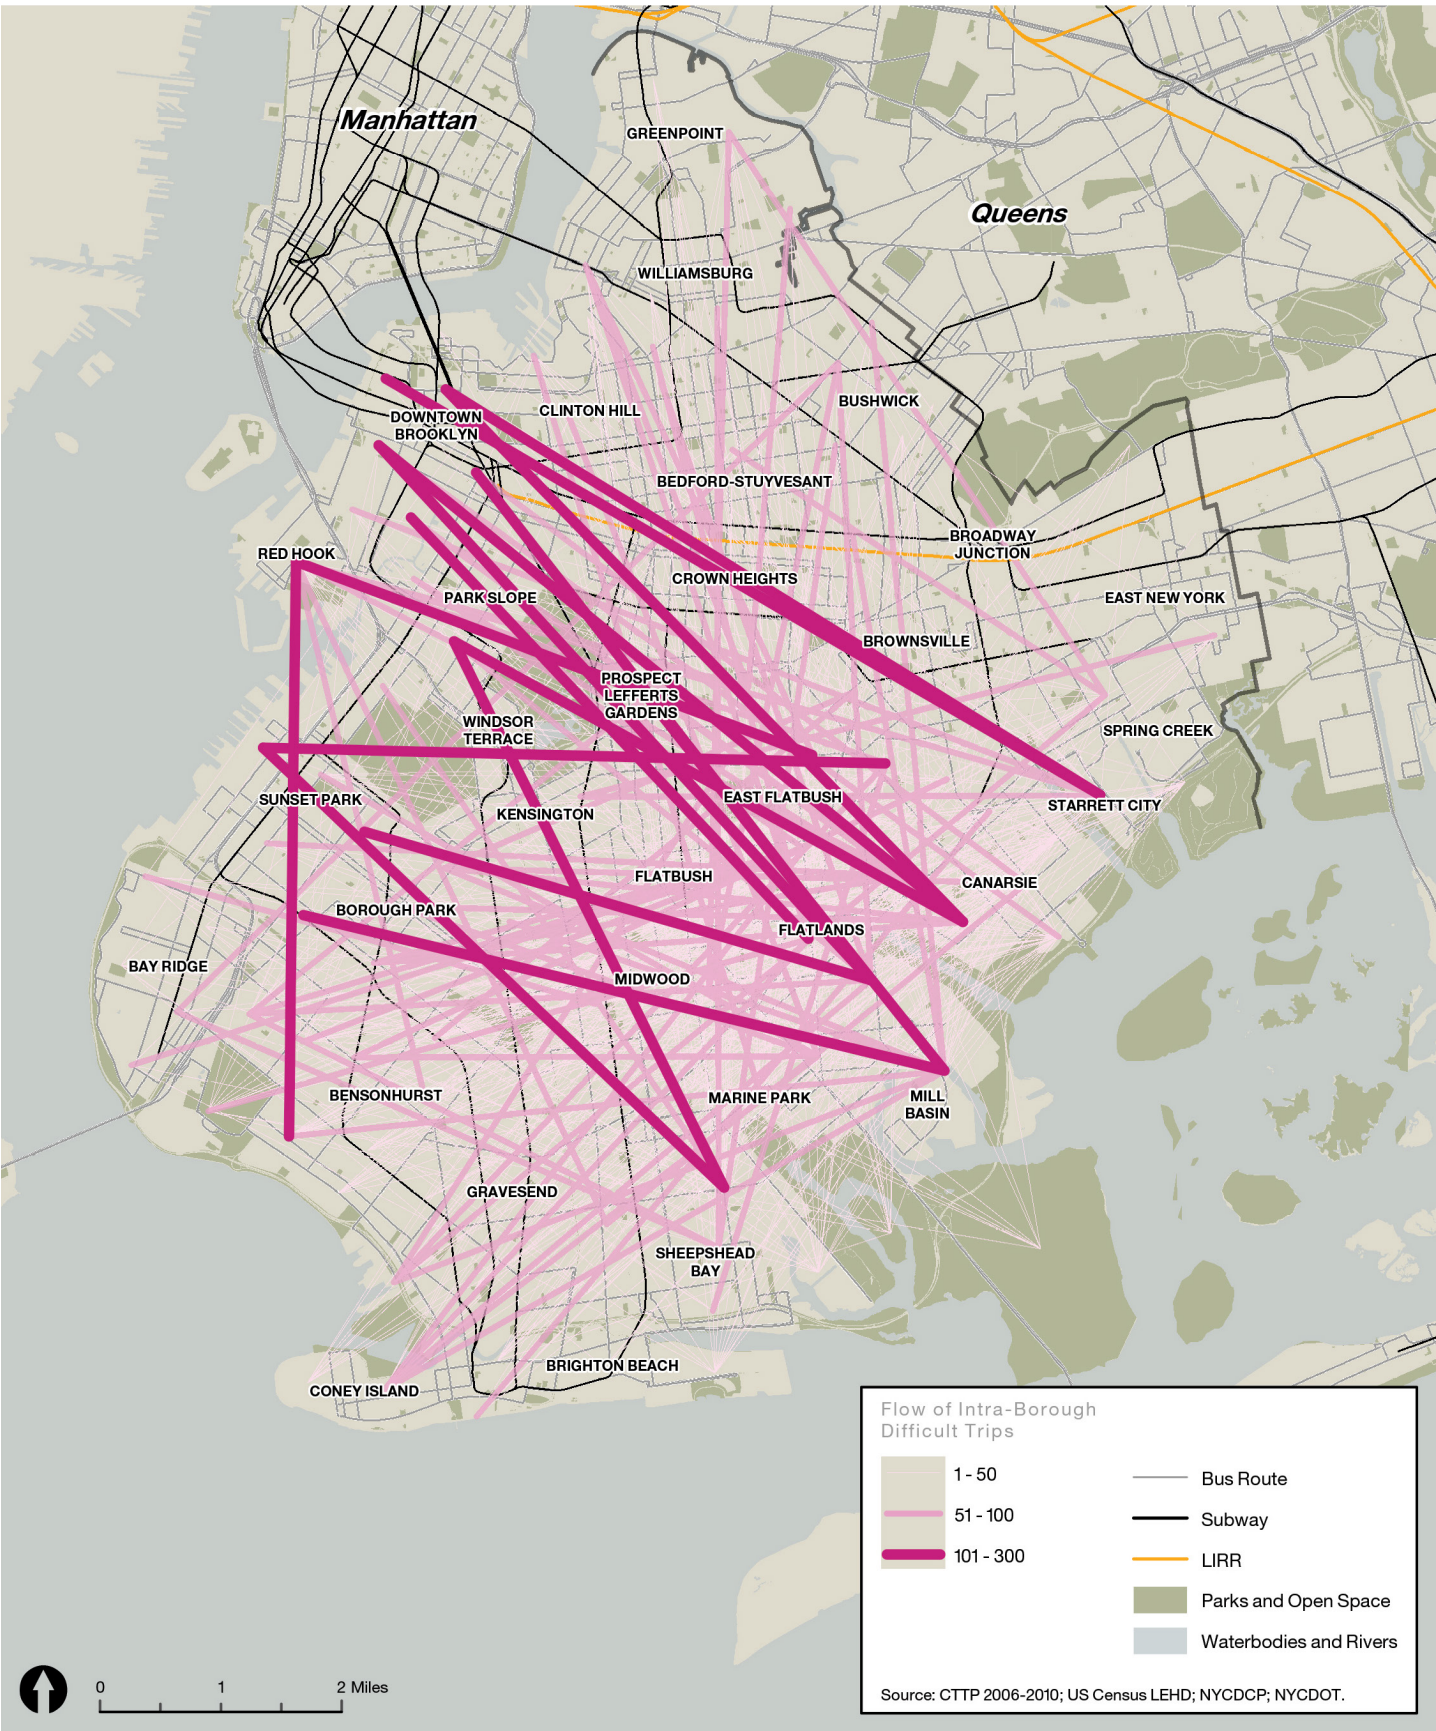 Manhattan
GREENPOINT
Queens
WILLIAMSBURG
BUSHWICK
CLINTON HILL
DOWNTOWN
BROOKLYN
BEDFORD-STUYVESANT
BROADWAY
JUNCTION
RED HOOK
CROWN HEIGHTS
PARK SLOPE
EAST NEW YORK
BROWNSVILLE
PROSPECT
LEFFERTS
GARDENS
WINDSOR
TERRACE
SPRING CREEK
SUNSET PARK
EAST FLATBUSH
STARRETT CITY
KENSINGTON
FLATBUSH
CANARSIE
BOROUGH PARK
FLATLANDS
BAY RIDGE
MIDWOOD
BENSONHURST
MARINE PARK
MILL
BASIN
GRAVESEND
SHEEPSHEAD
BAY
BRIGHTON BEACH
CONEY ISLAND
Flow of Intra-Borough
Difficult Trips
1 - 50
51 - 100
101 - 300
Bus Route
Subway
LIRR
Parks and Open Space
Waterbodies and Rivers
Source: CTTP 2006-2010; US Census LEHD; NYCDCP; NYCDOT.
0 1 2 Miles